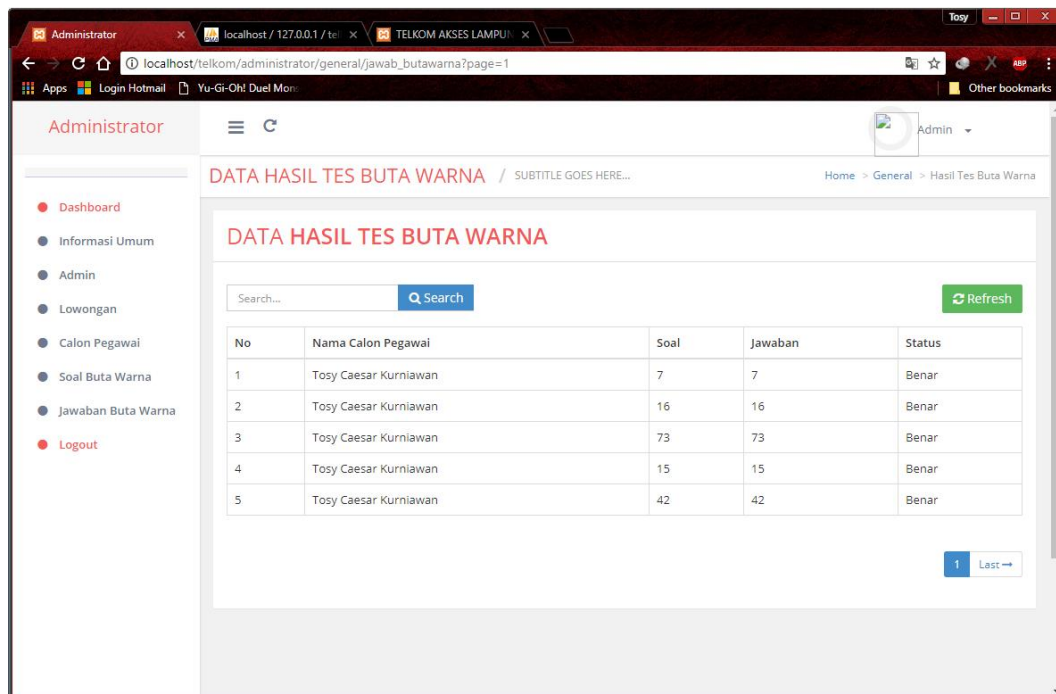 Tosy
Administrator
localhost / 127.0.0.1 / tel
TELKOM AKSES LAMPUN
localhost/telkom/administrator/general/jawab_butawarna?page=1
ABP
Apps Login Hotmail Yu-Gi-Oh! Duel Mons Other bookmarks
Administrator
Admin
DATA HASIL TES BUTA WARNA / SUBTITLE GOES HERE...
Home > General > Hasil Tes Buta Warna
Dashboard
Informasi Umum
Admin
Lowongan
Calon Pegawai
Soal Buta Warna
Jawaban Buta Warna
Logout
DATA HASIL TES BUTA WARNA
Search... Search Refresh
No Nama Calon Pegawai Soal Jawaban Status
1 Tosy Caesar Kurniawan 7 7 Benar
2 Tosy Caesar Kurniawan 16 16 Benar
3 Tosy Caesar Kurniawan 73 73 Benar
4 Tosy Caesar Kurniawan 15 15 Benar
5 Tosy Caesar Kurniawan 42 42 Benar
1 Last